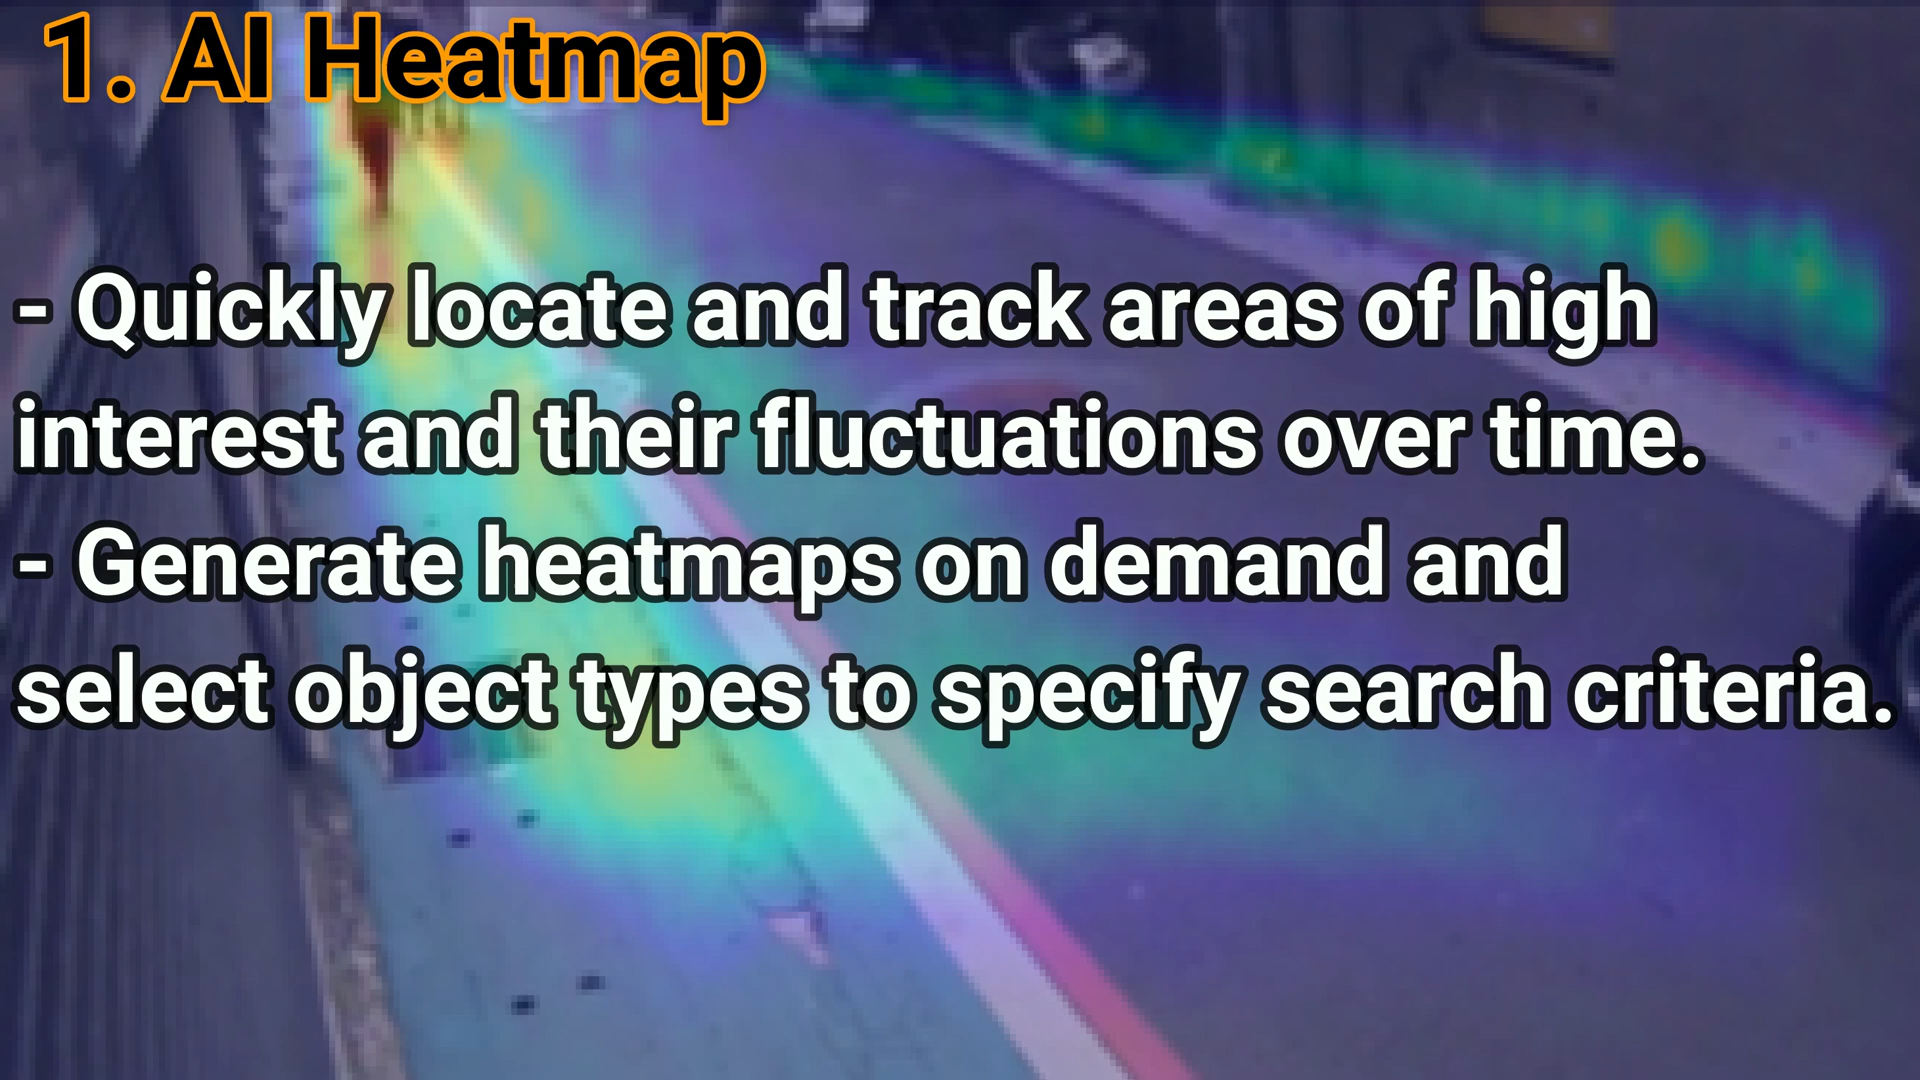 1. AI Heatmap
- Quickly locate and track areas of high
interest and their fluctuations over time.
- Generate heatmaps on demand and
select object types to specify search criteria.